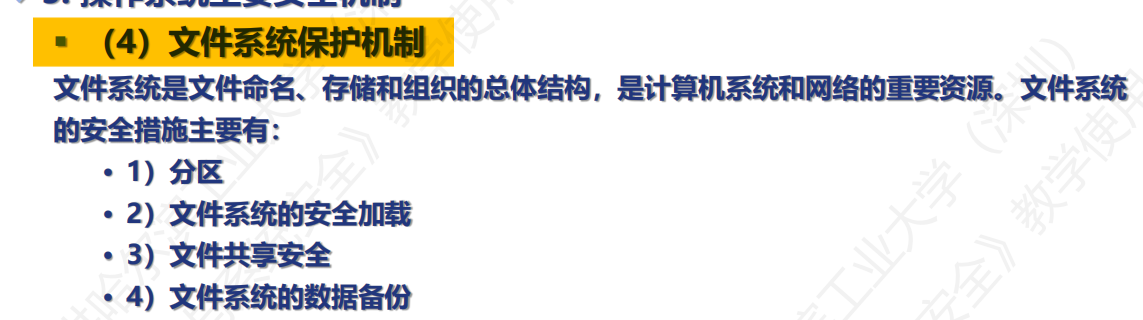 3. 操作系统主要安全机制
（4）文件系统保护机制
文件系统是文件命名、存储和组织的总体结构，是计算机系统和网络的重要资源。文件系统
的安全措施主要有：
• 1）分区
• 2）文件系统的安全加载
• 3）文件共享安全
• 4）文件系统的数据备份